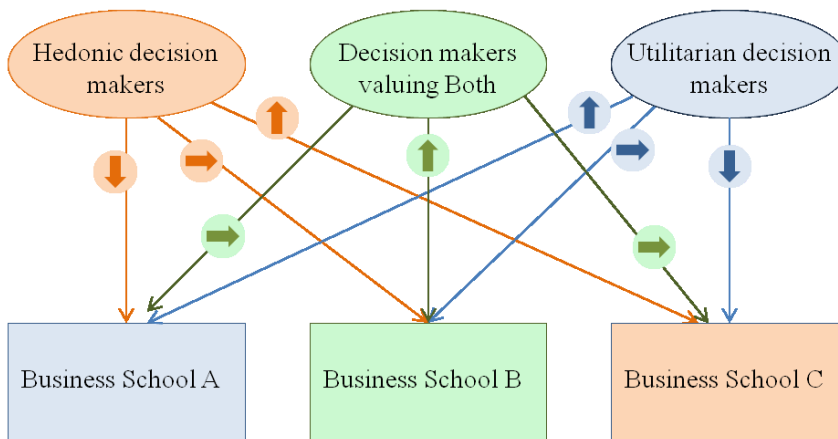 Hedonic decision
makers
Decision makers
valuing Both
Utilitarian decision
makers
Business School A
Business School B
Business School C